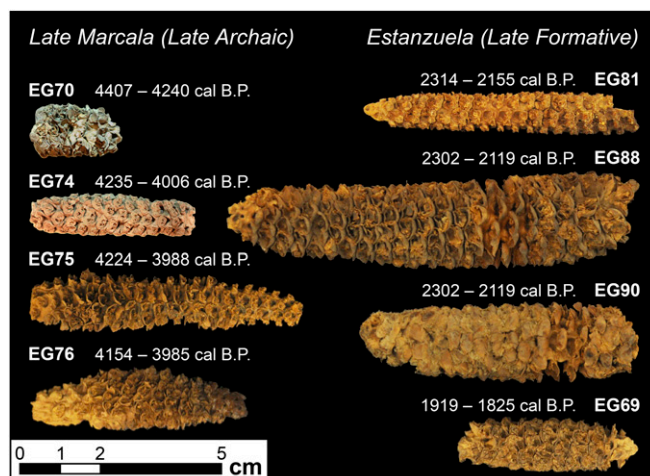 Late Marcala (Late Archaic)
EG70 4407 – 4240 cal B.P.
EG74 4235 – 4006 cal B.P.
EG75 4224 – 3988 cal B.P.
EG76 4154 – 3985 cal B.P.
0 1 2 5
cm
Estanzuela (Late Formative)
2314 – 2155 cal B.P. EG81
2302 – 2119 cal B.P. EG88
2302 – 2119 cal B.P. EG90
1919 – 1825 cal B.P. EG69